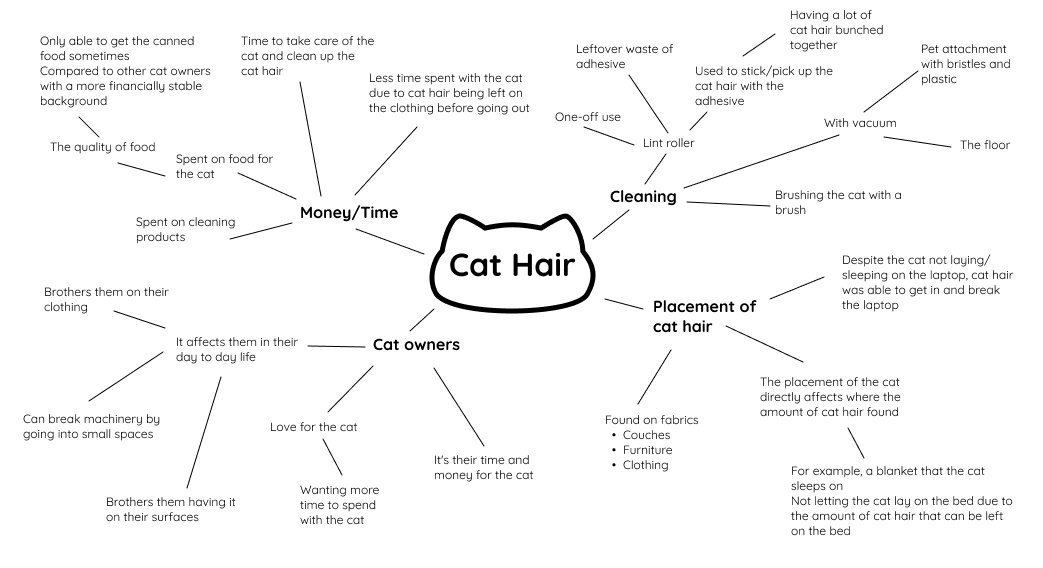 Only able to get the canned
food sometimes
Compared to other cat owners
with a more financially stable
background
The quality of food
Spent on food for
the cat
Spent on cleaning
products
Time to take care of the
cat and clean up the
cat hair
Less time spent with the cat
due to cat hair being left on
the clothing before going out
Money/Time
Cat Hair
Leftover waste of
adhesive
One-off use
Lint roller
Used to stick/pick up the
cat hair with the
adhesive
Having a lot of
cat hair bunched
together
Pet attachment
with bristles and
plastic
With vacuum
The floor
Cleaning
Brushing the cat with a
brush
Brothers them on their
clothing
It affects them in their
day to day life
Can break machinery by
going into small spaces
Brothers them having it
on their surfaces
Cat owners
Love for the cat
Wanting more
time to spend
with the cat
It's their time and
money for the cat
Placement of
cat hair
Despite the cat not laying/
sleeping on the laptop, cat hair
was able to get in and break
the laptop
Found on fabrics
• Couches
• Furniture
• Clothing
The placement of the cat
directly affects where the
amount of cat hair found
For example, a blanket that the cat
sleeps on
Not letting the cat lay on the bed due to
the amount of cat hair that can be left
on the bed